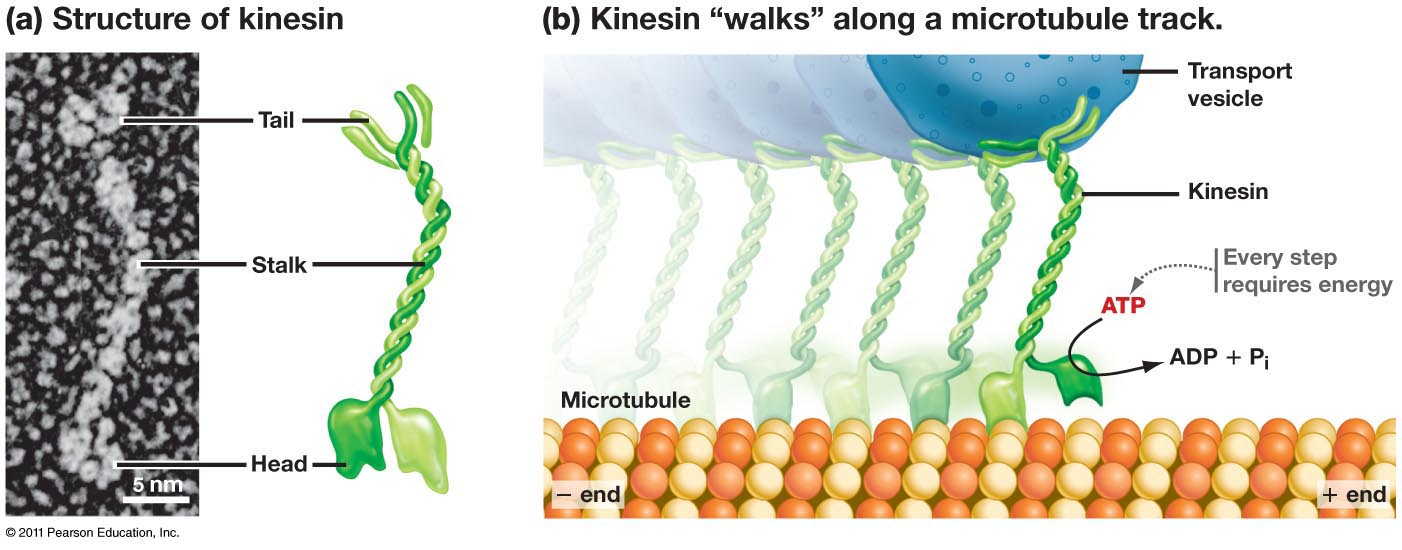 (a) Structure of kinesin
Tail
Stalk
Head
5 nm
(b) Kinesin “walks” along a microtubule track.
Transport
vesicle
Kinesin
Every step
requires energy
ATP
ADP + Pi
Microtubule
– end
+ end
© 2011 Pearson Education, Inc.